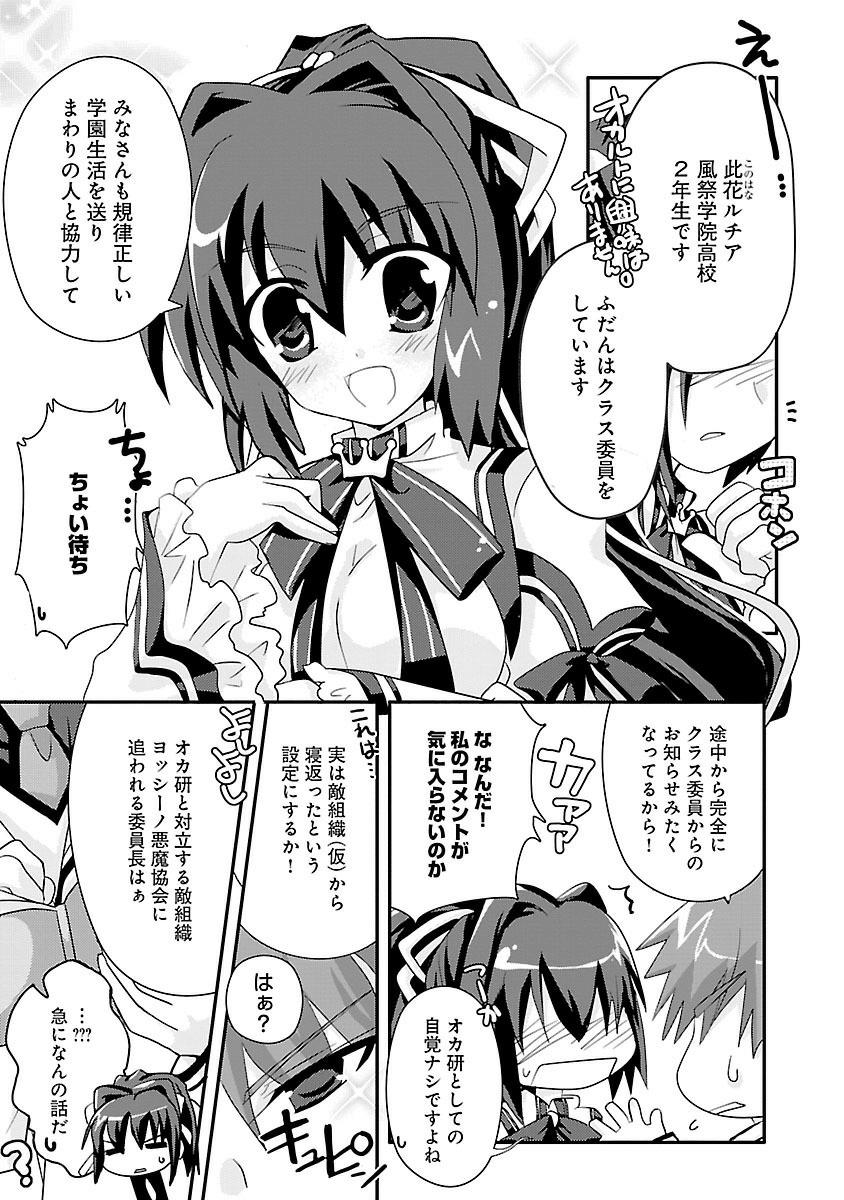 えー…
此花ルチア
このはな
風祭学院高校
2年生です
オカルトに興味は
ありません。
ふだんはクラス委員を
しています
コホン
みなさんも規律正しい
学園生活を送り
まわりの人と協力して
ちょ…
ちょい待ち
途中から完全に
クラス委員からの
お知らせみたく
なってるから!
な なんだ!
私のコメントが
気に入らないのか
カアァァ
つーか
オカ研としての
自覚ナシですよね
これは…
実は敵組織(仮)から
寝返ったという
設定にするか!
はぁ?
キュピーン
よしよし
オカ研と対立する敵組織
ヨッシーノ悪魔協会に
追われる委員長はぁ
…???
急になんの話だ
?